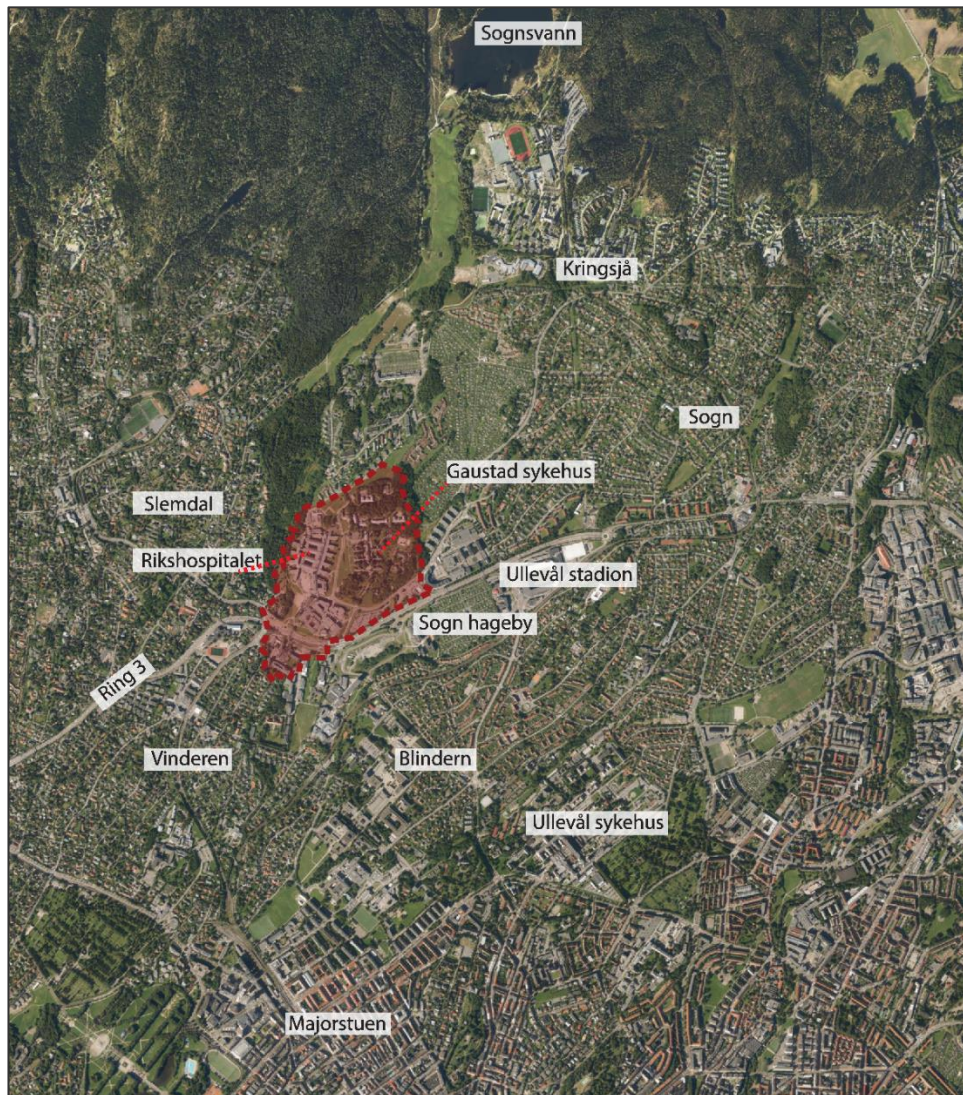 Sognsvann
Kringsjå
Sogn
Gaustad sykehus
Slemdal
Rikshospitalet
Ullevål stadion
Sogn hageby
Ring 3
Vinderen
Blindern
Ullevål sykehus
Majorstuen